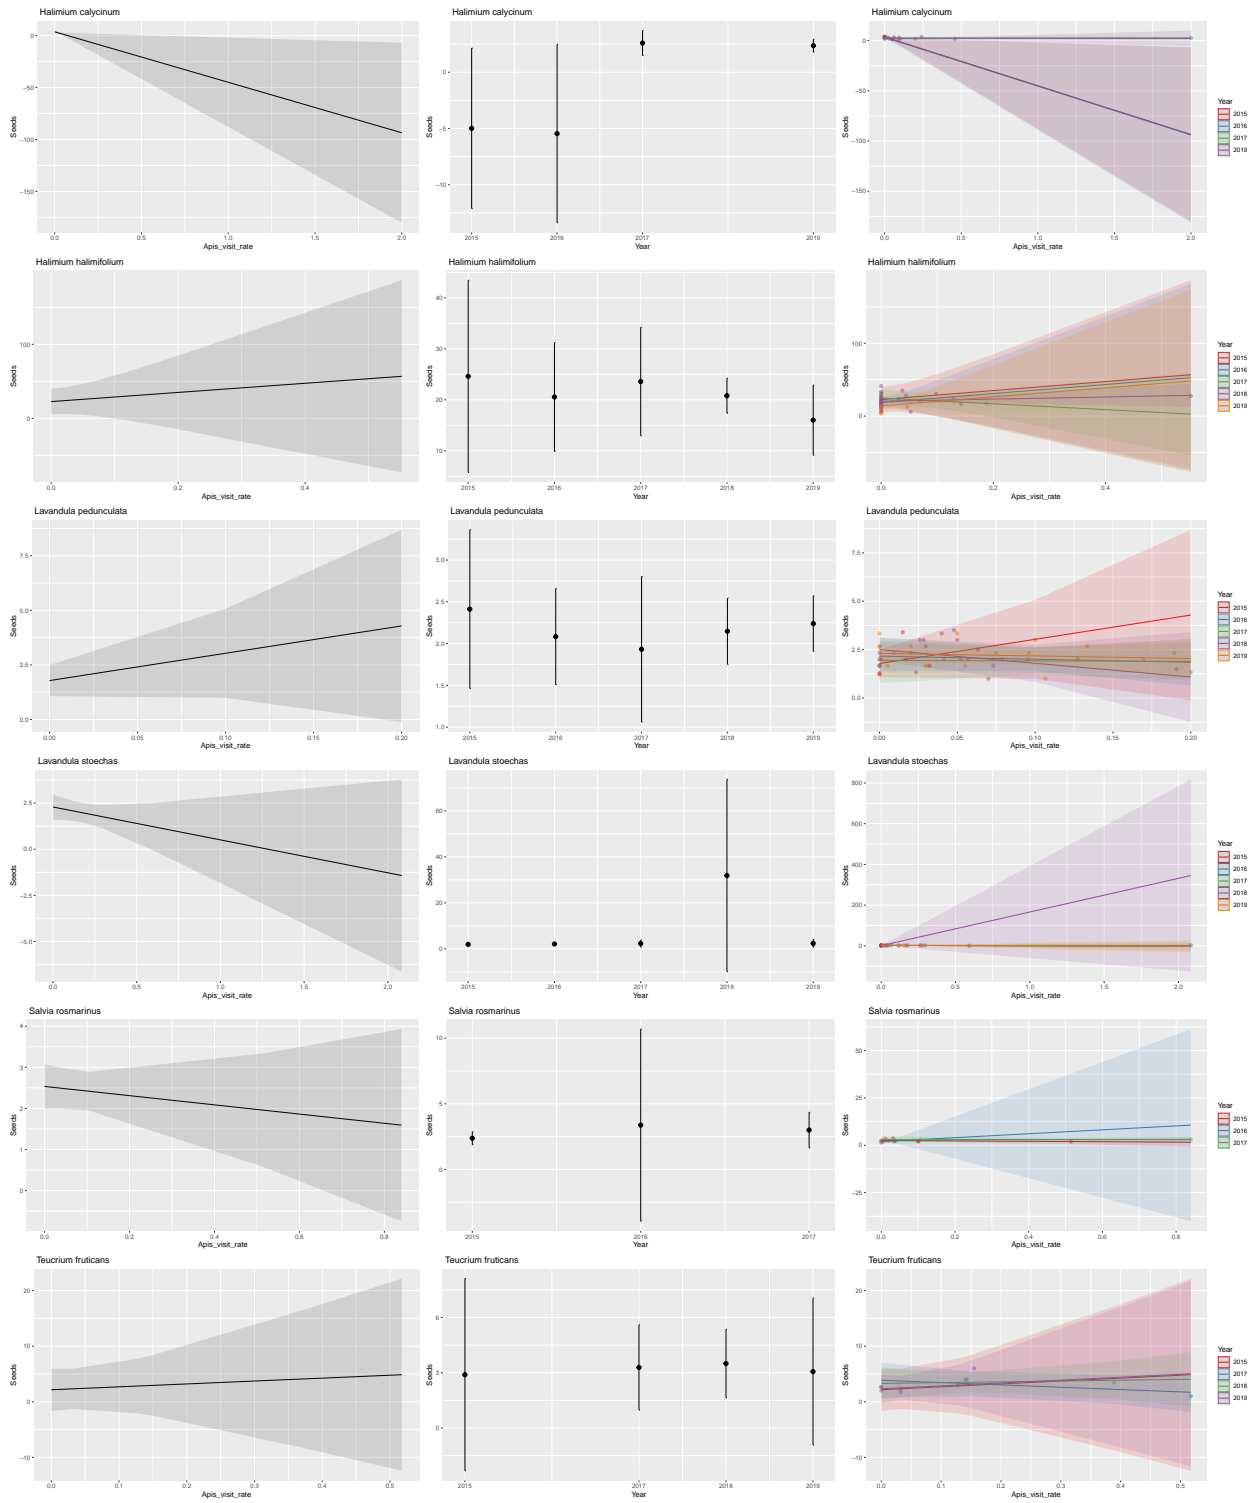 Halimium calycinum
Seeds
0
−50
−100
−150
0.0 0.5 1.0 1.5 2.0
Apis_visit_rate
Halimium calycinum
Seeds
0
−5
−10
2015 2016 2017 2019
Year
Halimium calycinum
Seeds
0
−50
−100
−150
0.0 0.5 1.0 1.5 2.0
Apis_visit_rate
Year
2015
2016
2017
2019
Halimium halimifolium
Seeds
100
0
0.0 0.2 0.4
Apis_visit_rate
Halimium halimifolium
Seeds
40
30
20
10
2015 2016 2017 2018 2019
Year
Halimium halimifolium
Seeds
100
0
0.0 0.2 0.4
Apis_visit_rate
Year
2015
2016
2017
2018
2019
Lavandula pedunculata
Seeds
7.5
5.0
2.5
0.0
0.00 0.05 0.10 0.15 0.20
Apis_visit_rate
Lavandula pedunculata
Seeds
3.0
2.5
2.0
1.5
1.0
2015 2016 2017 2018 2019
Year
Lavandula pedunculata
Seeds
7.5
5.0
2.5
0.0
0.00 0.05 0.10 0.15 0.20
Apis_visit_rate
Year
2015
2016
2017
2018
2019
Lavandula stoechas
Seeds
2.5
0.0
−2.5
−5.0
0.0 0.5 1.0 1.5 2.0
Apis_visit_rate
Lavandula stoechas
Seeds
60
40
20
0
2015 2016 2017 2018 2019
Year
Lavandula stoechas
Seeds
800
600
400
200
0
0.0 0.5 1.0 1.5 2.0
Apis_visit_rate
Year
2015
2016
2017
2018
2019
Salvia rosmarinus
Seeds
4
3
2
1
0
0.0 0.2 0.4 0.6 0.8
Apis_visit_rate
Salvia rosmarinus
Seeds
10
5
0
2015 2016 2017
Year
Salvia rosmarinus
Seeds
50
25
0
−25
0.0 0.2 0.4 0.6 0.8
Apis_visit_rate
Year
2015
2016
2017
Teucrium fruticans
Seeds
20
10
0
−10
0.0 0.1 0.2 0.3 0.4 0.5
Apis_visit_rate
Teucrium fruticans
Seeds
6
3
0
2015 2017 2018 2019
Year
Teucrium fruticans
Seeds
20
10
0
−10
0.0 0.1 0.2 0.3 0.4 0.5
Apis_visit_rate
Year
2015
2017
2018
2019